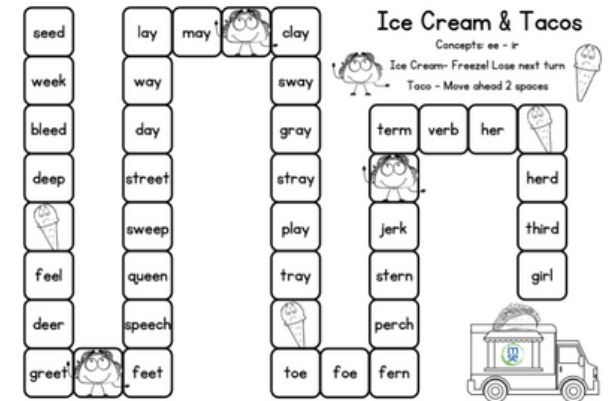 Ice Cream & Tacos
Concepts: ee - ir
Ice Cream- Freeze! Lose next turn
Taco - Move ahead 2 spaces
seed
week
bleed
deep
feel
deer
greet
feet
speech
queen
sweep
street
day
way
lay
may
clay
sway
gray
stray
play
tray
toe
foe
fern
perch
stern
jerk
term
verb
her
herd
third
girl